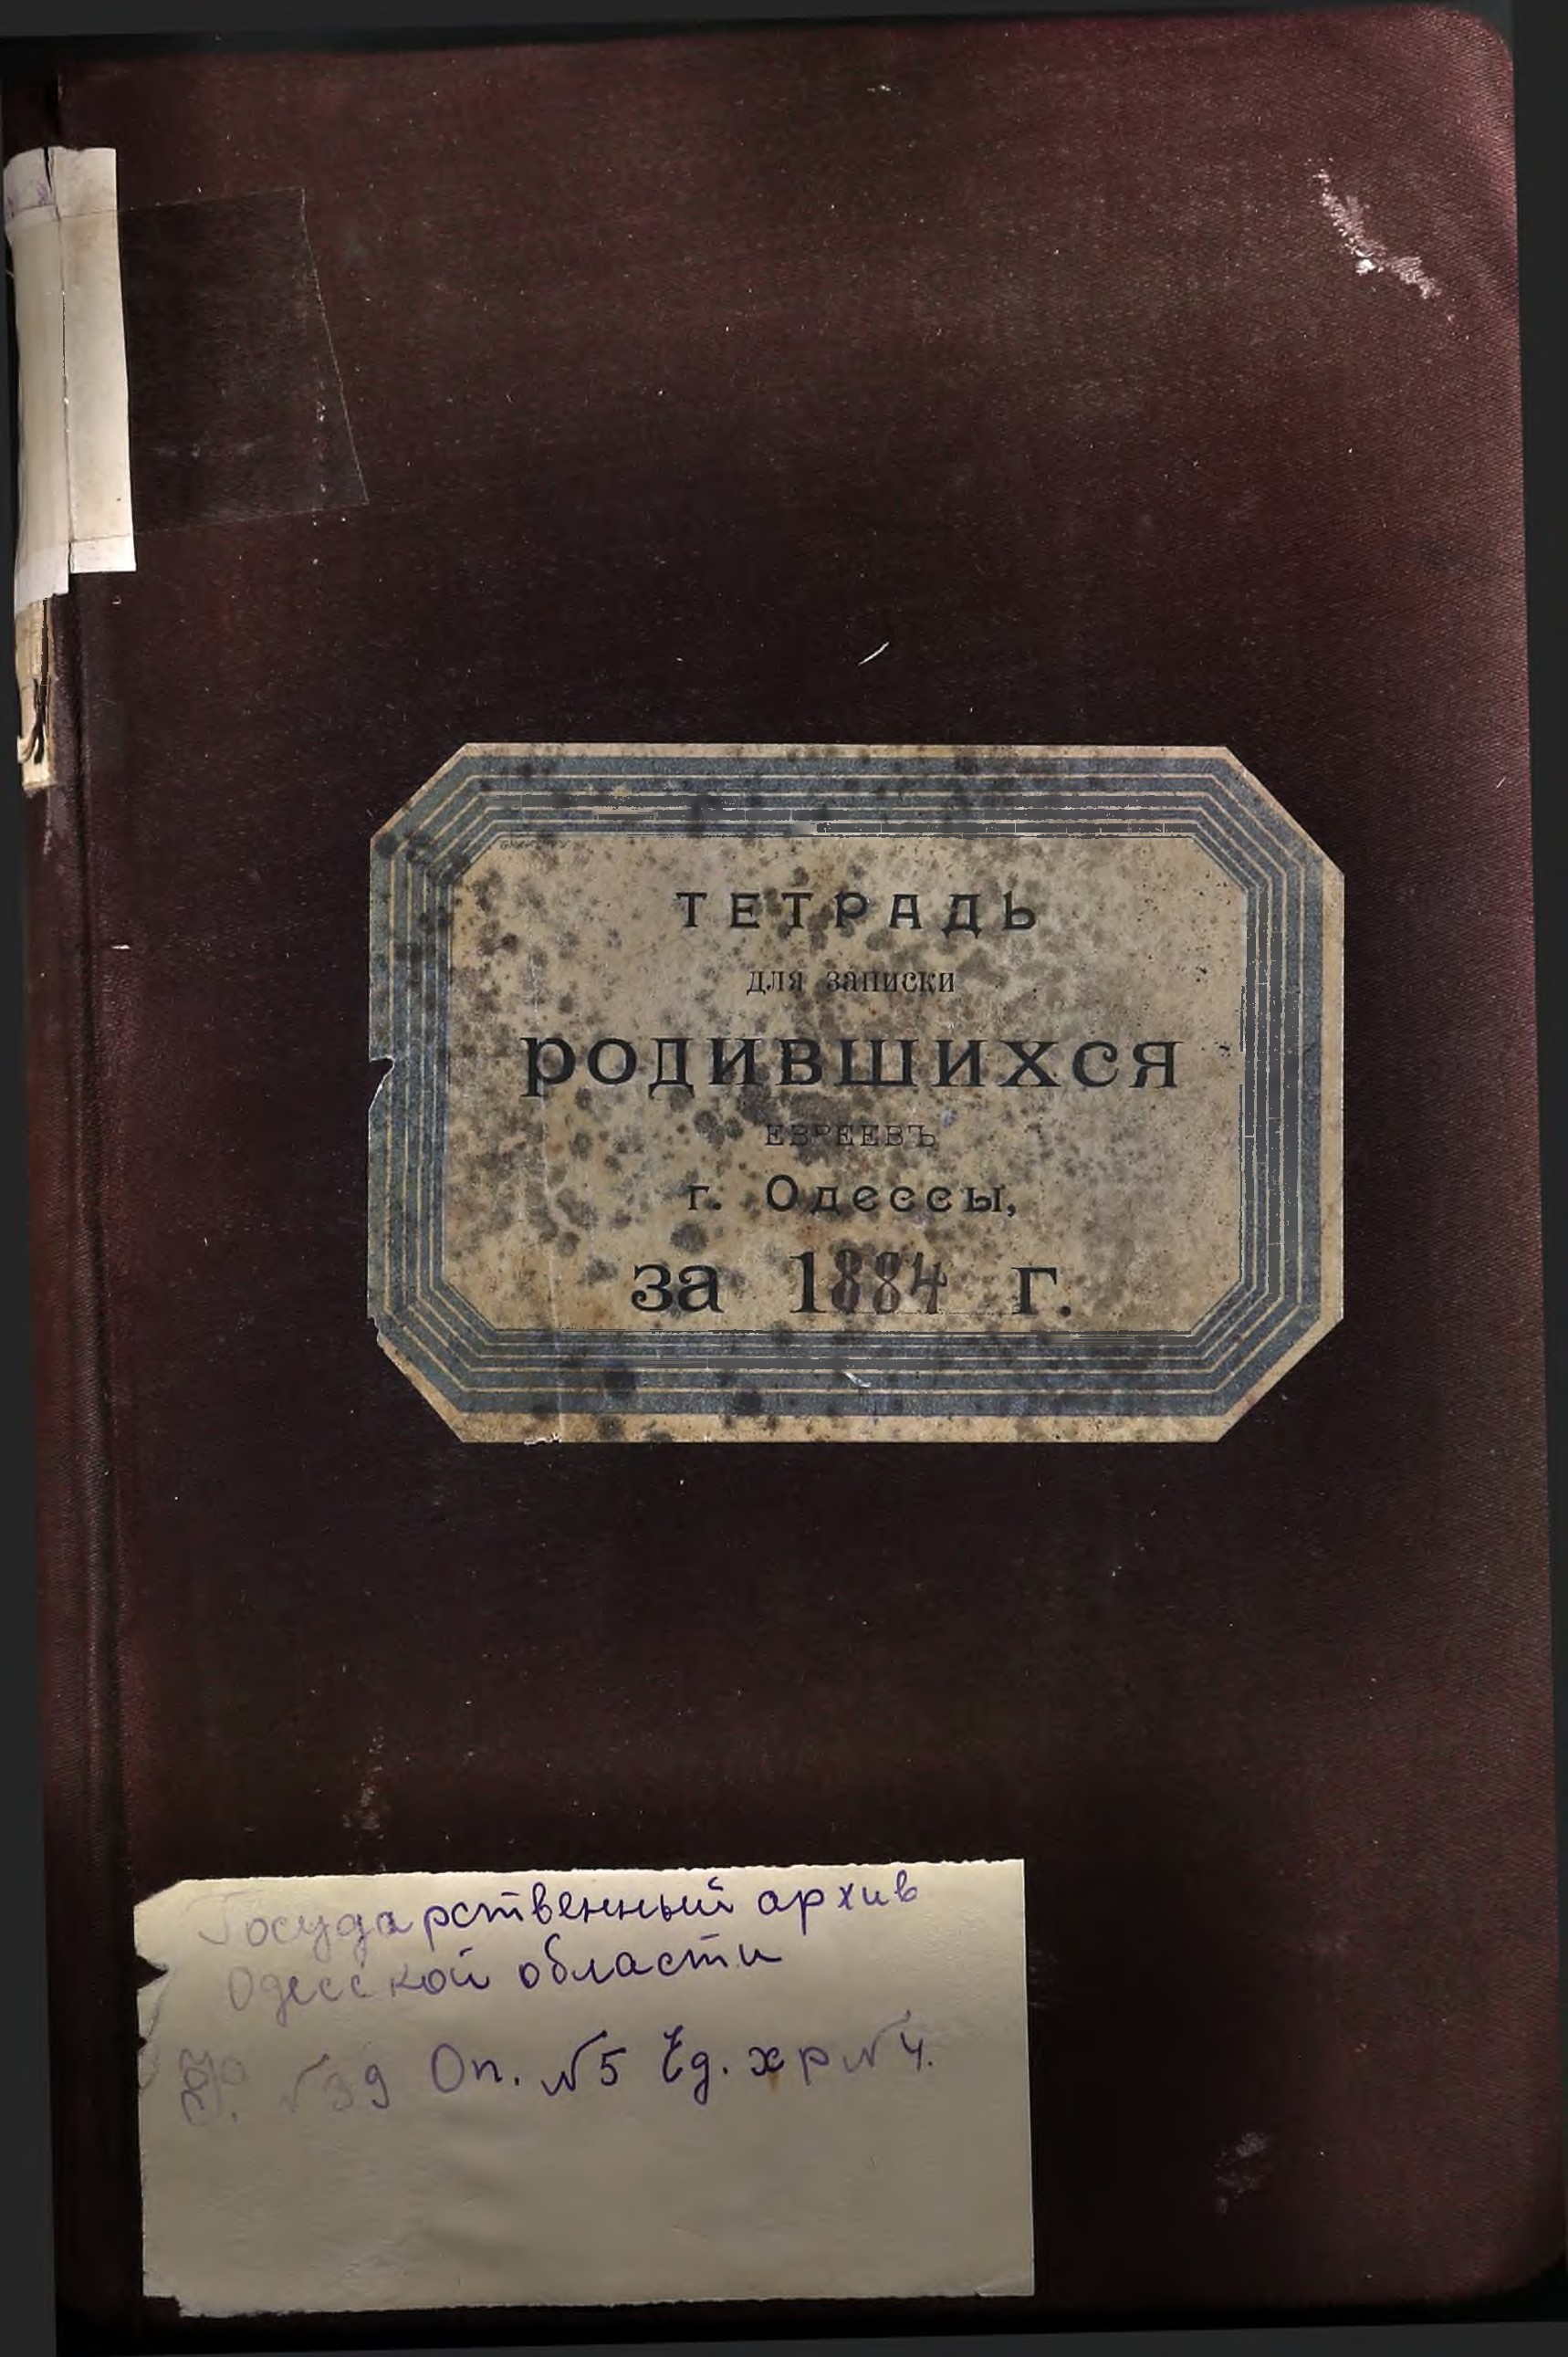 ТЕТРАДЬ
для записки
родившихся
ЕВРЕЕВЪ
г. Одессы,
за 1884 г.
Государственный архив
Одесской области
Ф. №39 Оп. №5 Ед. хр №4.